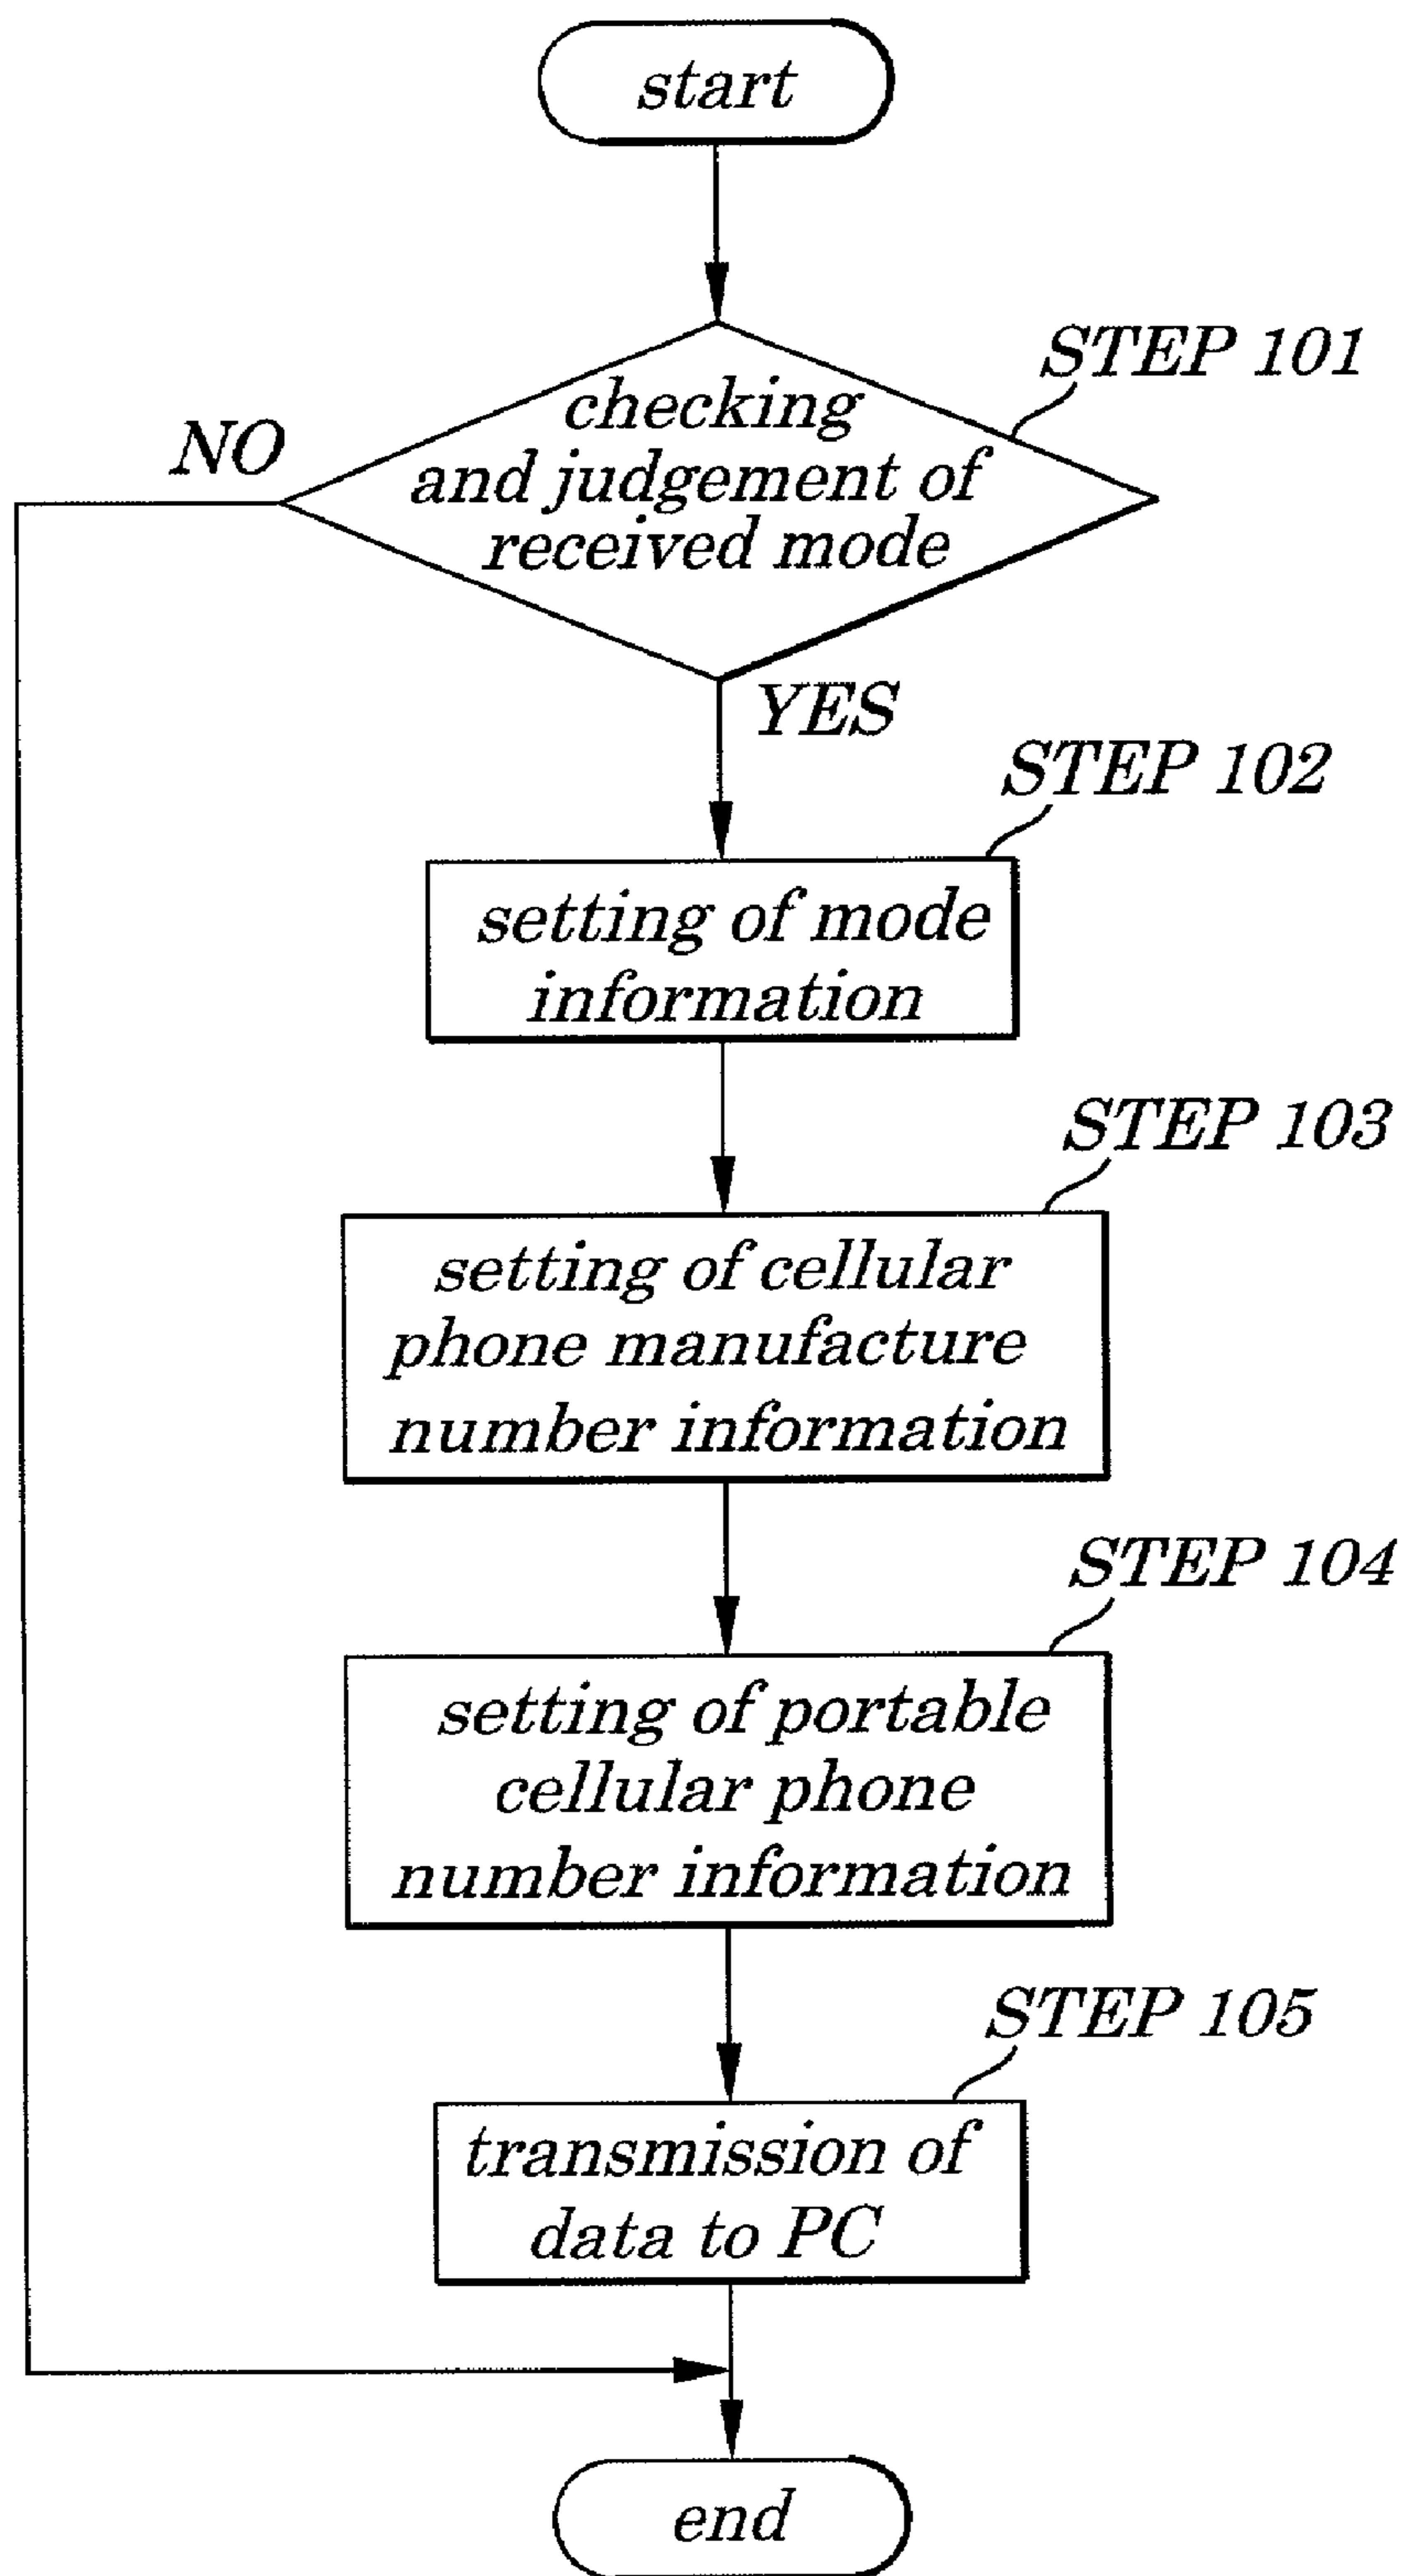 start
STEP 101
checking
and judgement of
received mode
NO
YES
STEP 102
setting of mode
information
STEP 103
setting of cellular
phone manufacture
number information
STEP 104
setting of portable
cellular phone
number information
STEP 105
transmission of
data to PC
end